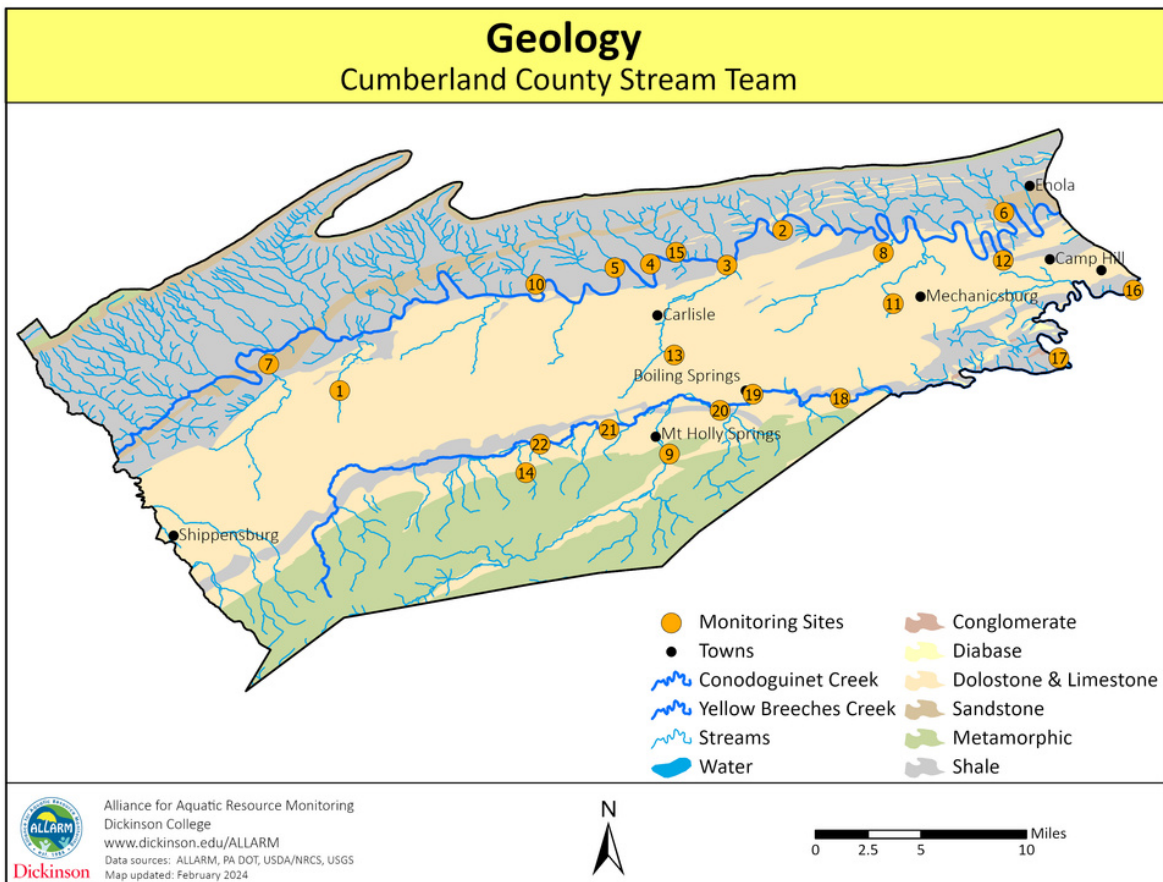 Geology
Cumberland County Stream Team
Enola
6
2
15
8
12
Camp Hill
5
4
3
10
16
11
Mechanicsburg
Carlisle
13
17
7
Boiling Springs
1
19
18
20
21
Mt Holly Springs
22
9
14
Shippensburg
Monitoring Sites
Towns
Conodoguinet Creek
Yellow Breeches Creek
Streams
Water
Conglomerate
Diabase
Dolostone & Limestone
Sandstone
Metamorphic
Shale
ALLARM
Dickinson
Alliance for Aquatic Resource Monitoring
Dickinson College
www.dickinson.edu/ALLARM
Data sources: ALLARM, PA DOT, USDA/NRCS, USGS
Map updated: February 2024
N
Miles
0 2.5 5 10